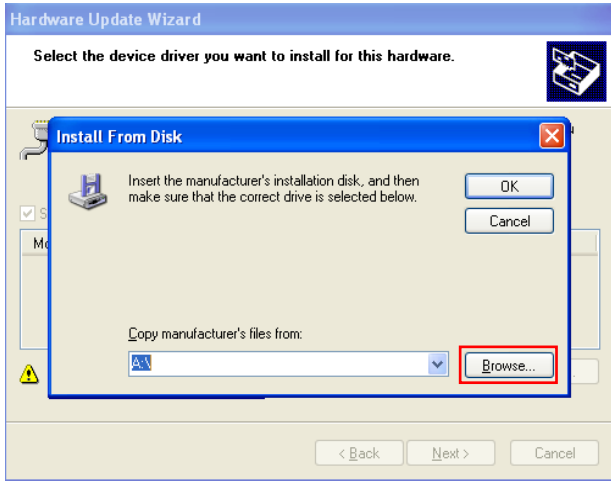 Hardware Update Wizard
Select the device driver you want to install for this hardware.
Install From Disk
Insert the manufacturer's installation disk, and then
make sure that the correct drive is selected below.
OK
Cancel
Copy manufacturer's files from:
A:\
Browse...
< Back
Next >
Cancel